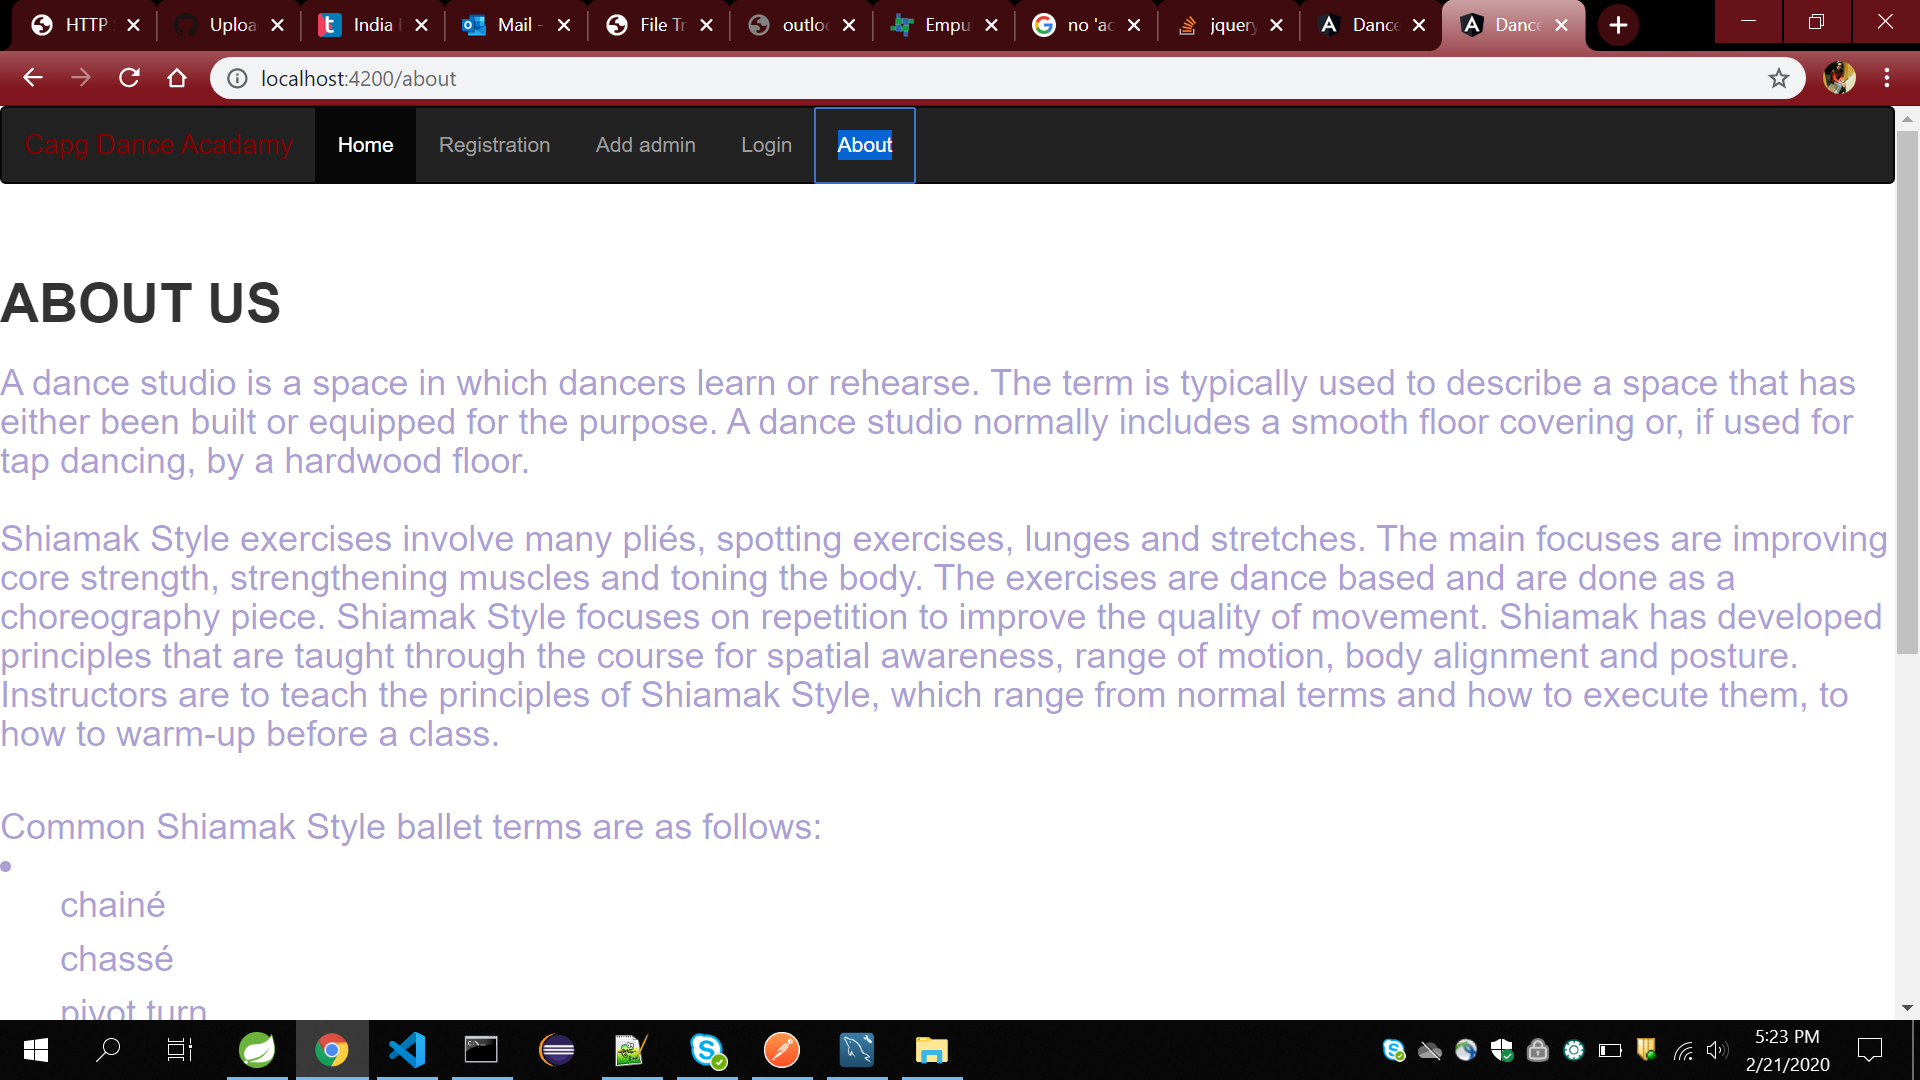 HTTP
Uploa
India
Mail -
File Tr
outloo
Empu
no 'ac
jquery
Dance
Dance
localhost:4200/about
Capg Dance Acadamy
Home
Registration
Add admin
Login
About
ABOUT US
A dance studio is a space in which dancers learn or rehearse. The term is typically used to describe a space that has
either been built or equipped for the purpose. A dance studio normally includes a smooth floor covering or, if used for
tap dancing, by a hardwood floor.
Shiamak Style exercises involve many pliés, spotting exercises, lunges and stretches. The main focuses are improving
core strength, strengthening muscles and toning the body. The exercises are dance based and are done as a
choreography piece. Shiamak Style focuses on repetition to improve the quality of movement. Shiamak has developed
principles that are taught through the course for spatial awareness, range of motion, body alignment and posture.
Instructors are to teach the principles of Shiamak Style, which range from normal terms and how to execute them, to
how to warm-up before a class.
Common Shiamak Style ballet terms are as follows:
chainé
chassé
pivot turn
5:23 PM
2/21/2020